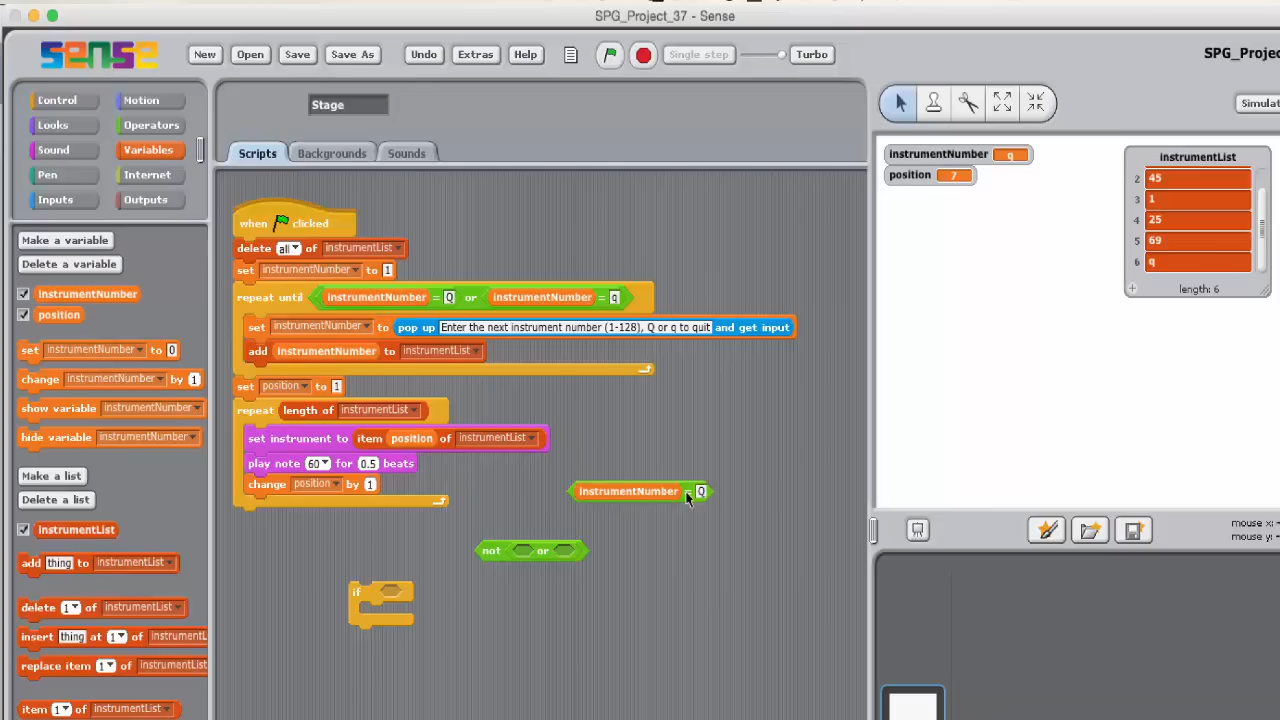 SPG_Project_37 - Sense
sense
New Open Save Save As Undo Extras Help Single step Turbo
SPG_Projec
Control Motion
Looks Operators
Sound Variables
Pen Internet
Inputs Outputs
Make a variable
Delete a variable
instrumentNumber
position
set instrumentNumber to 0
change instrumentNumber by 1
show variable instrumentNumber
hide variable instrumentNumber
Make a list
Delete a list
instrumentList
add thing to instrumentList
delete 1 of instrumentList
insert thing at 1 of instrumentL
replace item 1 of instrumentList
item 1 of instrumentList
Stage
Scripts Backgrounds Sounds
when clicked
delete all of instrumentList
set instrumentNumber to 1
repeat until instrumentNumber = Q or instrumentNumber = q
set instrumentNumber to pop up Enter the next instrument number (1-128), Q or q to quit and get input
add instrumentNumber to instrumentList
set position to 1
repeat length of instrumentList
set instrument to item position of instrumentList
play note 60 for 0.5 beats
change position by 1
instrumentNumber = Q
not or
if
Simulat
instrumentNumber q
position 7
instrumentList
2 45
3 1
4 25
5 69
6 q
+ length: 6
mouse x:
mouse y: